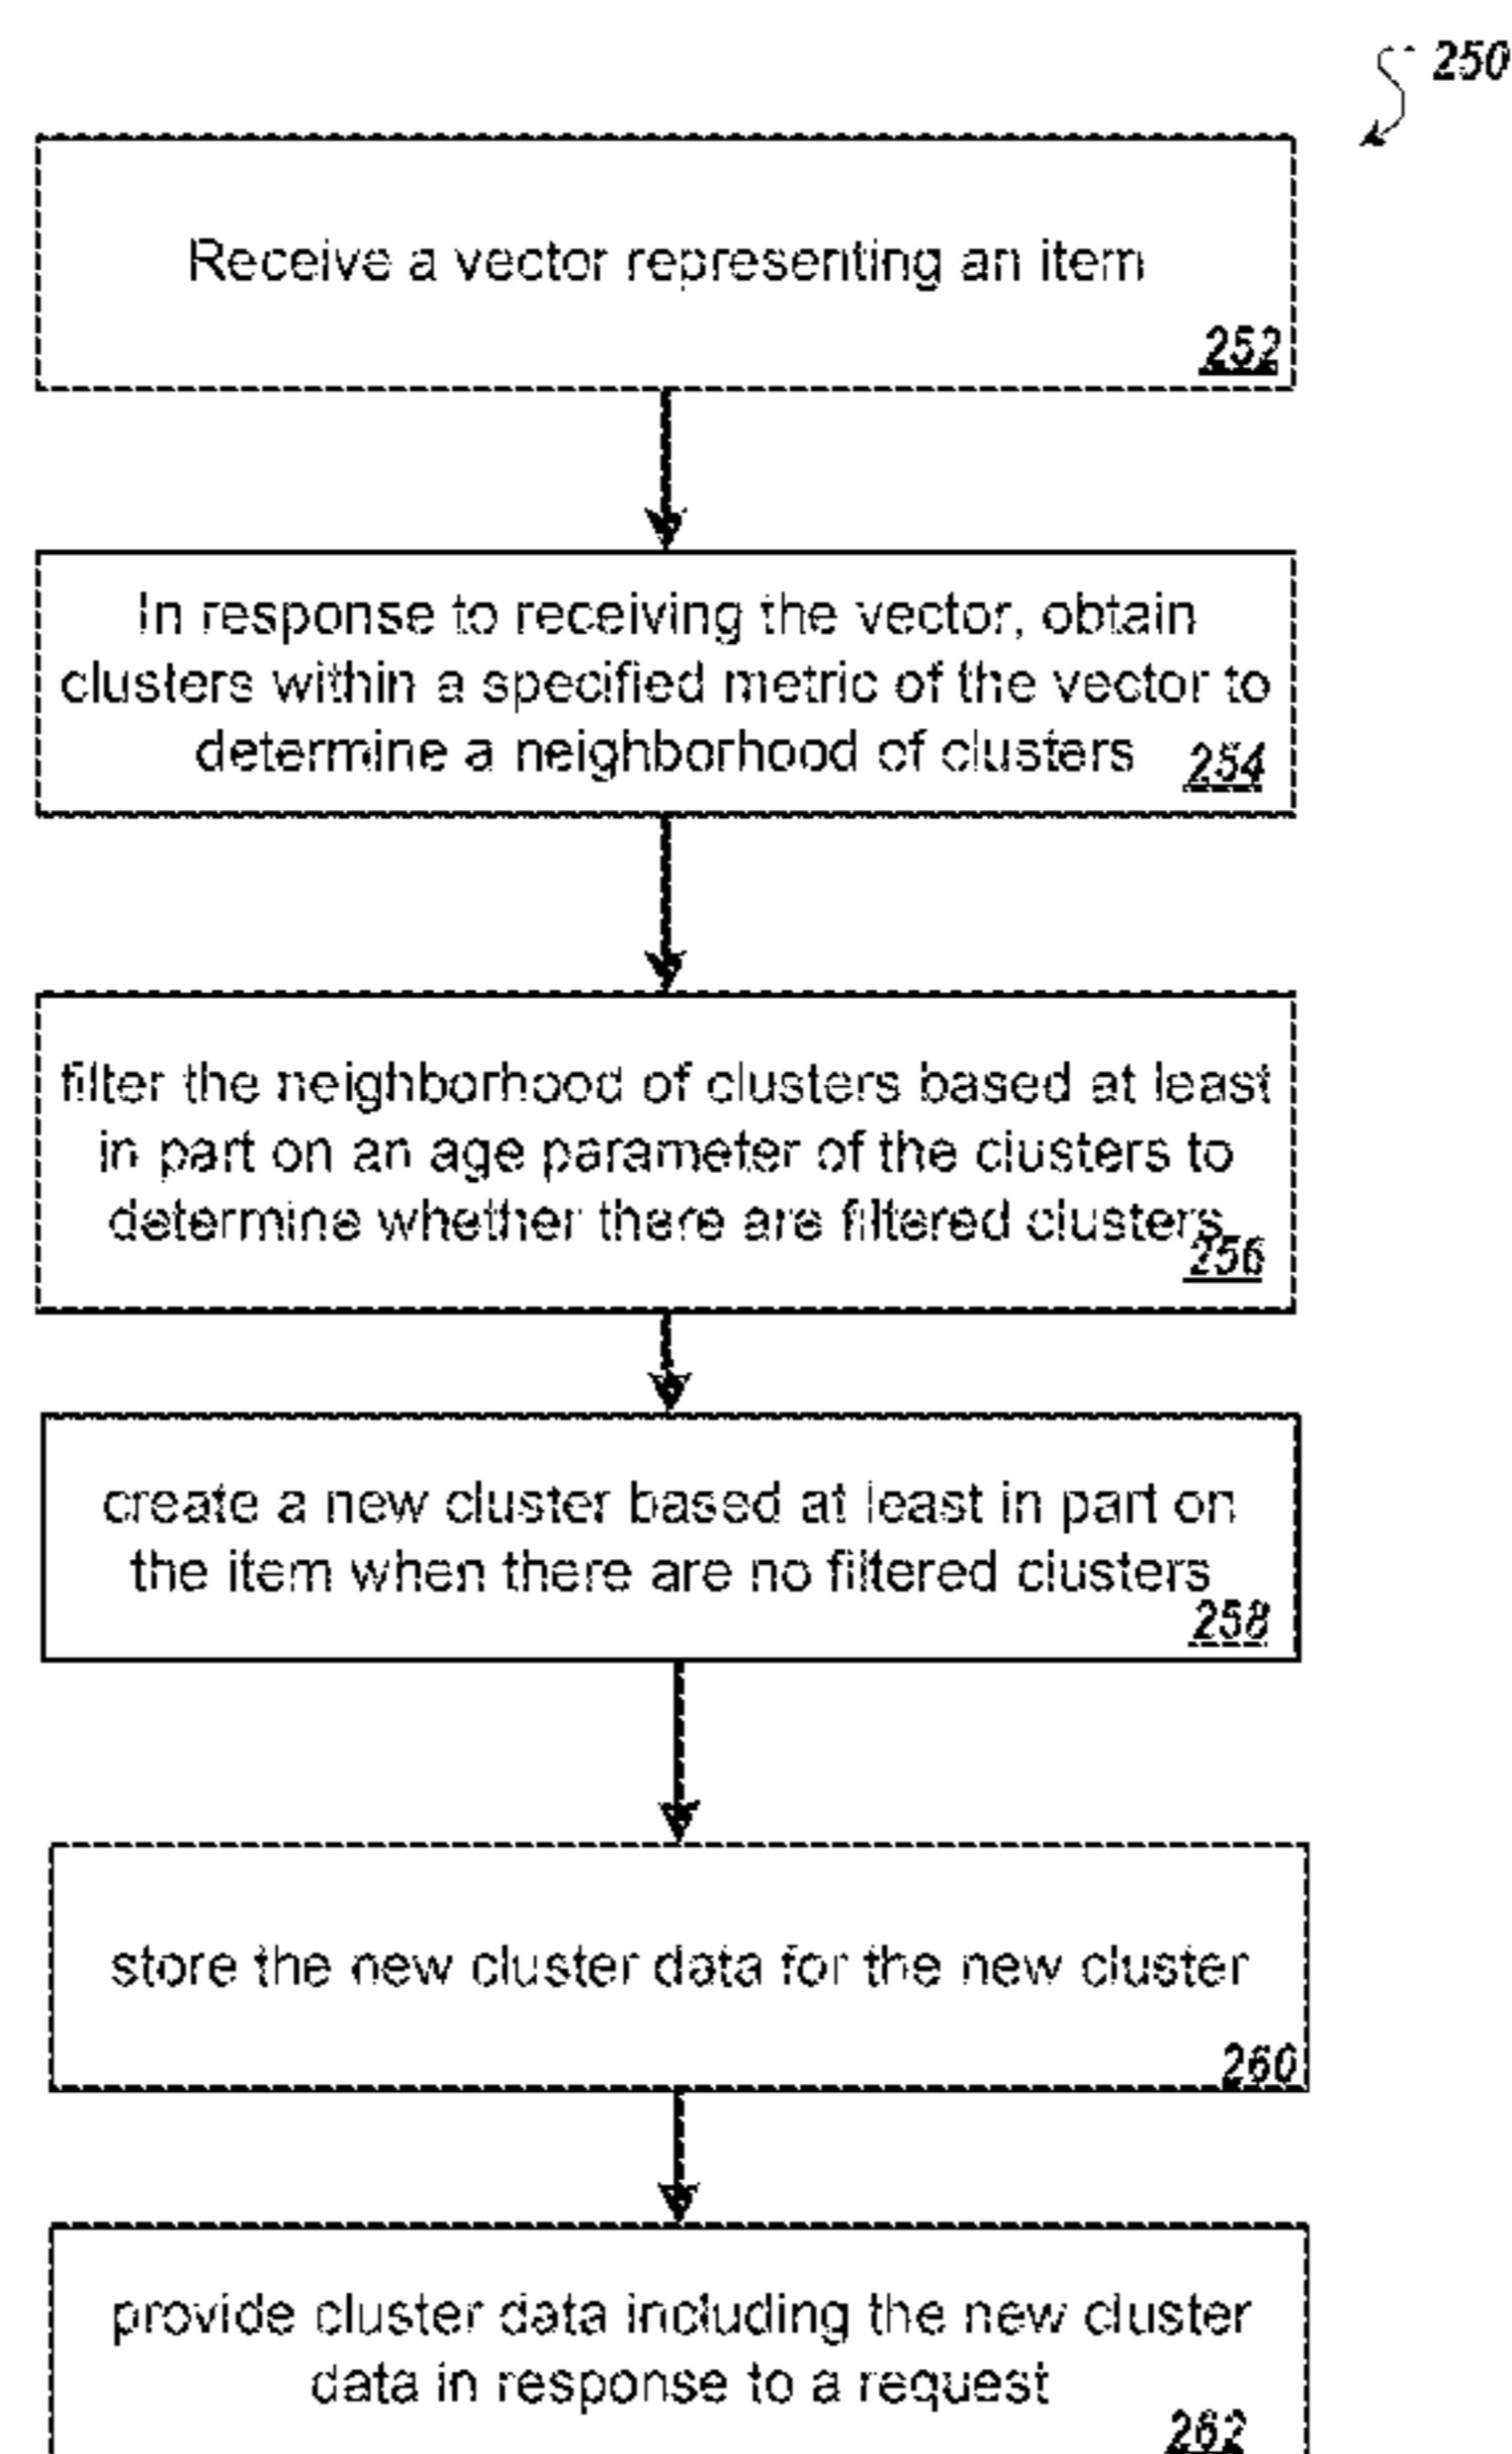 250
Receive a vector representing an item
252
In response to receiving the vector, obtain
clusters within a specified metric of the vector to
determine a neighborhood of clusters
254
filter the neighborhood of clusters based at least
in part on an age parameter of the clusters to
determine whether there are filtered clusters
256
create a new cluster based at least in part on
the item when there are no filtered clusters
258
store the new cluster data for the new cluster
260
provide cluster data including the new cluster
data in response to a request
262